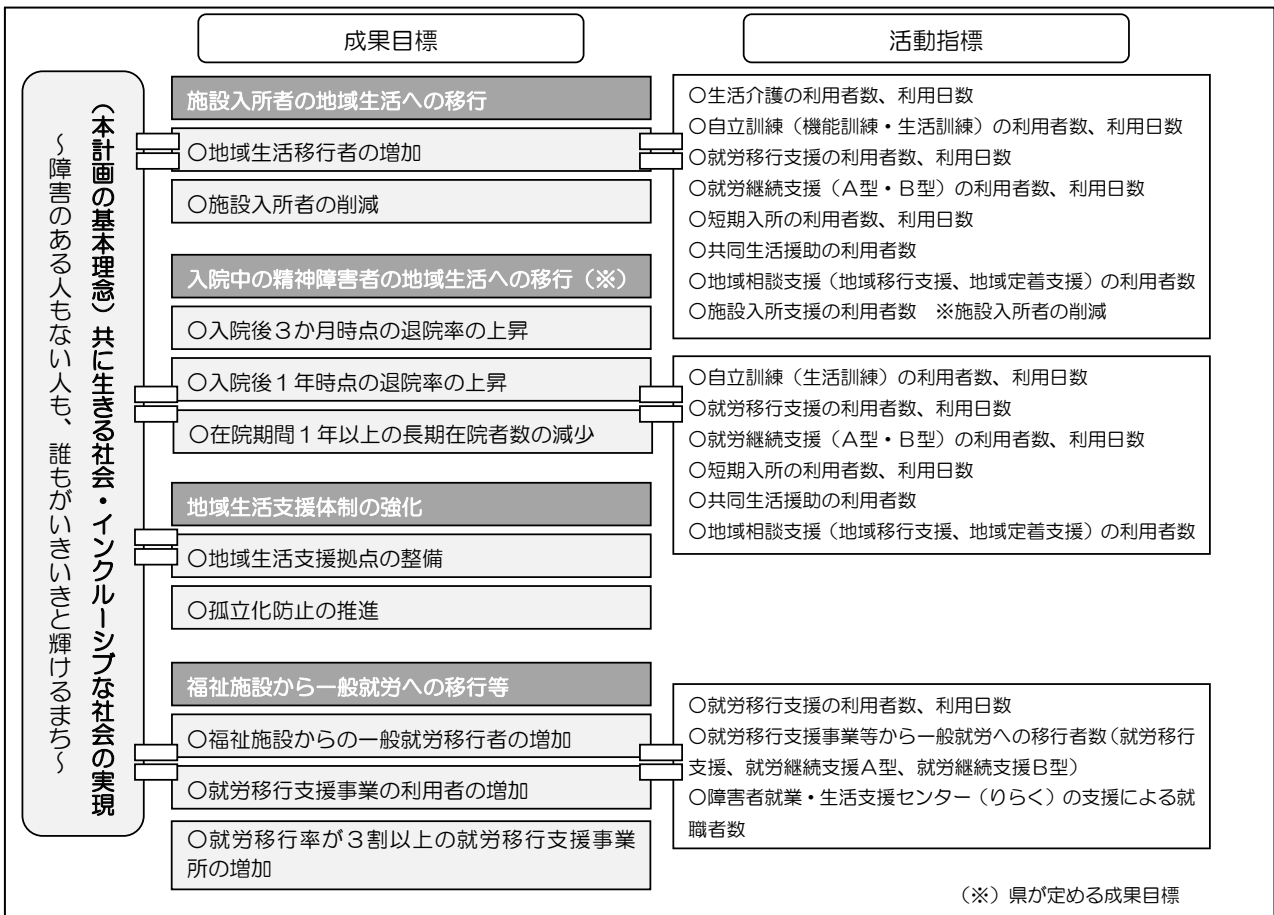 成果目標
活動指標
（本計画の基本理念）共に生きる社会・インクルーシブな社会の実現
～障害のある人もない人も、誰もがいきいきと輝けるまち～
施設入所者の地域生活への移行
○地域生活移行者の増加
○施設入所者の削減
○生活介護の利用者数、利用日数
○自立訓練（機能訓練・生活訓練）の利用者数、利用日数
○就労移行支援の利用者数、利用日数
○就労継続支援（Ａ型・Ｂ型）の利用者数、利用日数
○短期入所の利用者数、利用日数
○共同生活援助の利用者数
○地域相談支援（地域移行支援、地域定着支援）の利用者数
○施設入所支援の利用者数　※施設入所者の削減
入院中の精神障害者の地域生活への移行（※）
○入院後３か月時点の退院率の上昇
○入院後１年時点の退院率の上昇
○在院期間１年以上の長期在院者数の減少
○自立訓練（生活訓練）の利用者数、利用日数
○就労移行支援の利用者数、利用日数
○就労継続支援（Ａ型・Ｂ型）の利用者数、利用日数
○短期入所の利用者数、利用日数
○共同生活援助の利用者数
○地域相談支援（地域移行支援、地域定着支援）の利用者数
地域生活支援体制の強化
○地域生活支援拠点の整備
○孤立化防止の推進
福祉施設から一般就労への移行等
○福祉施設からの一般就労移行者の増加
○就労移行支援事業の利用者の増加
○就労移行率が３割以上の就労移行支援事業
所の増加
○就労移行支援の利用者数、利用日数
○就労移行支援事業等から一般就労への移行者数（就労移行
支援、就労継続支援Ａ型、就労継続支援Ｂ型）
○障害者就業・生活支援センター（りらく）の支援による就
職者数
（※）県が定める成果目標